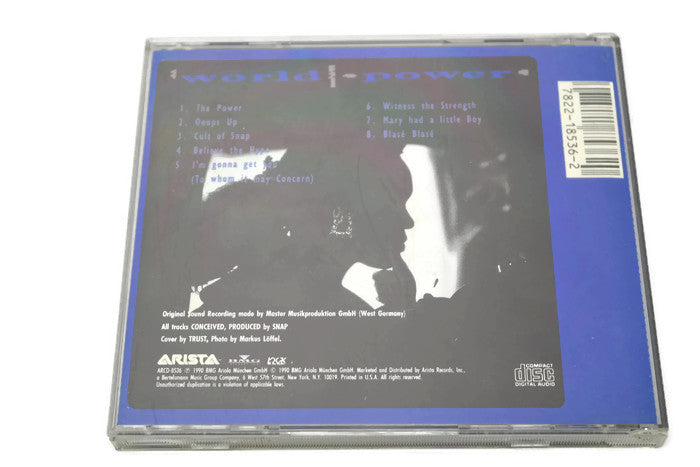 world power
1. The Power
2 Ooops Up
3 Cult of Snap
4 Believe the Hype
5 I'm gonna get you
(To whom it may Concern)
6 Witness the Strength
7. Mary had a little Boy
8. Blasé Blasé
7822-18536-2
Original Sound Recording made by Master Musikproduktion GmbH (West Germany)
All tracks CONCEIVED, PRODUCED by SNAP
Cover by TRUST, Photo by Markus Löffel.
ARISTA BMG
ARCD-8536 ℗ 1990 BMG Ariola München GmbH © 1990 BMG Ariola München GmbH. Marketed and Distributed by Arista Records, Inc.,
a Bertelsmann Music Group Company, 6 West 57th Street, New York, N.Y. 10019. Printed in U.S.A. All rights reserved.
Unauthorized duplication is a violation of applicable laws.
COMPACT
disc
DIGITAL AUDIO